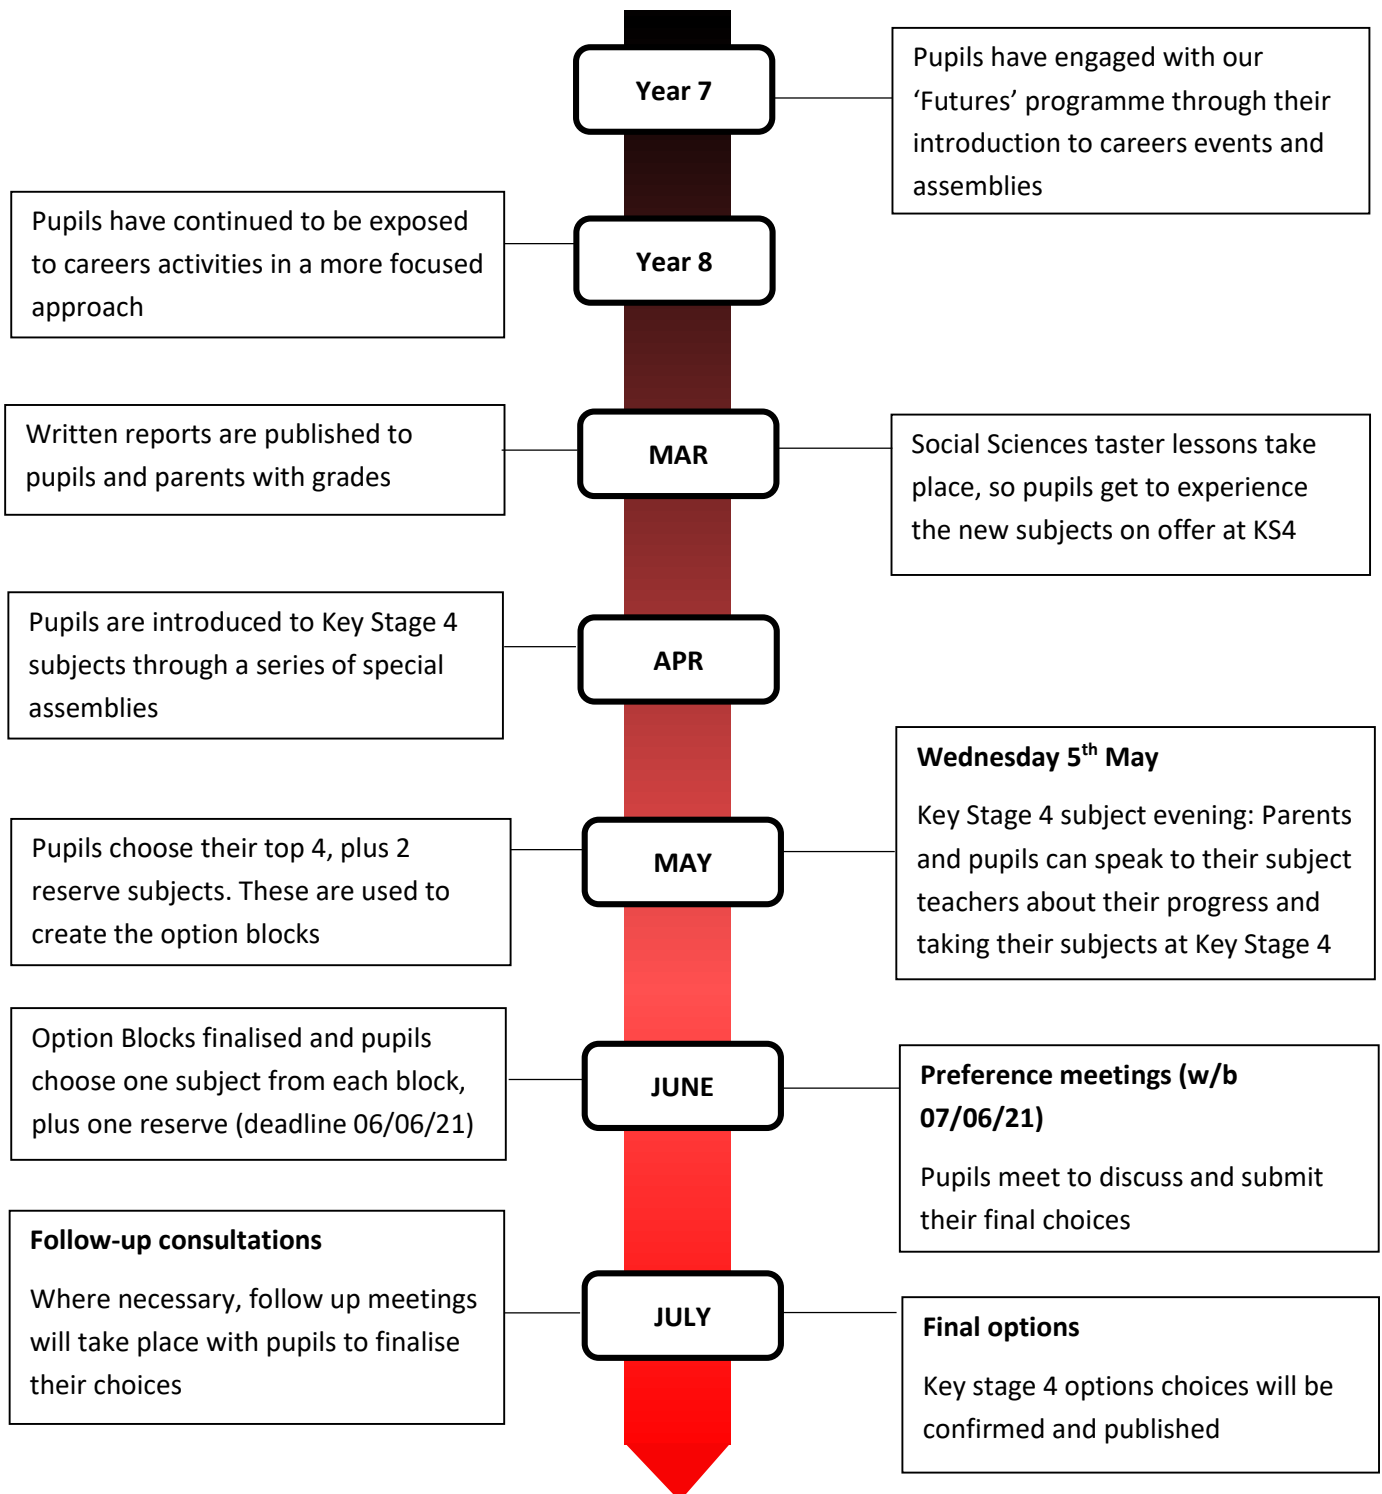 Year 7
Pupils have engaged with our
‘Futures’ programme through their
introduction to careers events and
assemblies
Pupils have continued to be exposed
to careers activities in a more focused
approach
Year 8
Written reports are published to
pupils and parents with grades
MAR
Social Sciences taster lessons take
place, so pupils get to experience
the new subjects on offer at KS4
Pupils are introduced to Key Stage 4
subjects through a series of special
assemblies
APR
Wednesday 5th May
Key Stage 4 subject evening: Parents
and pupils can speak to their subject
teachers about their progress and
taking their subjects at Key Stage 4
Pupils choose their top 4, plus 2
reserve subjects. These are used to
create the option blocks
MAY
Option Blocks finalised and pupils
choose one subject from each block,
plus one reserve (deadline 06/06/21)
JUNE
Preference meetings (w/b
07/06/21)
Pupils meet to discuss and submit
their final choices
Follow-up consultations
Where necessary, follow up meetings
will take place with pupils to finalise
their choices
JULY
Final options
Key stage 4 options choices will be
confirmed and published